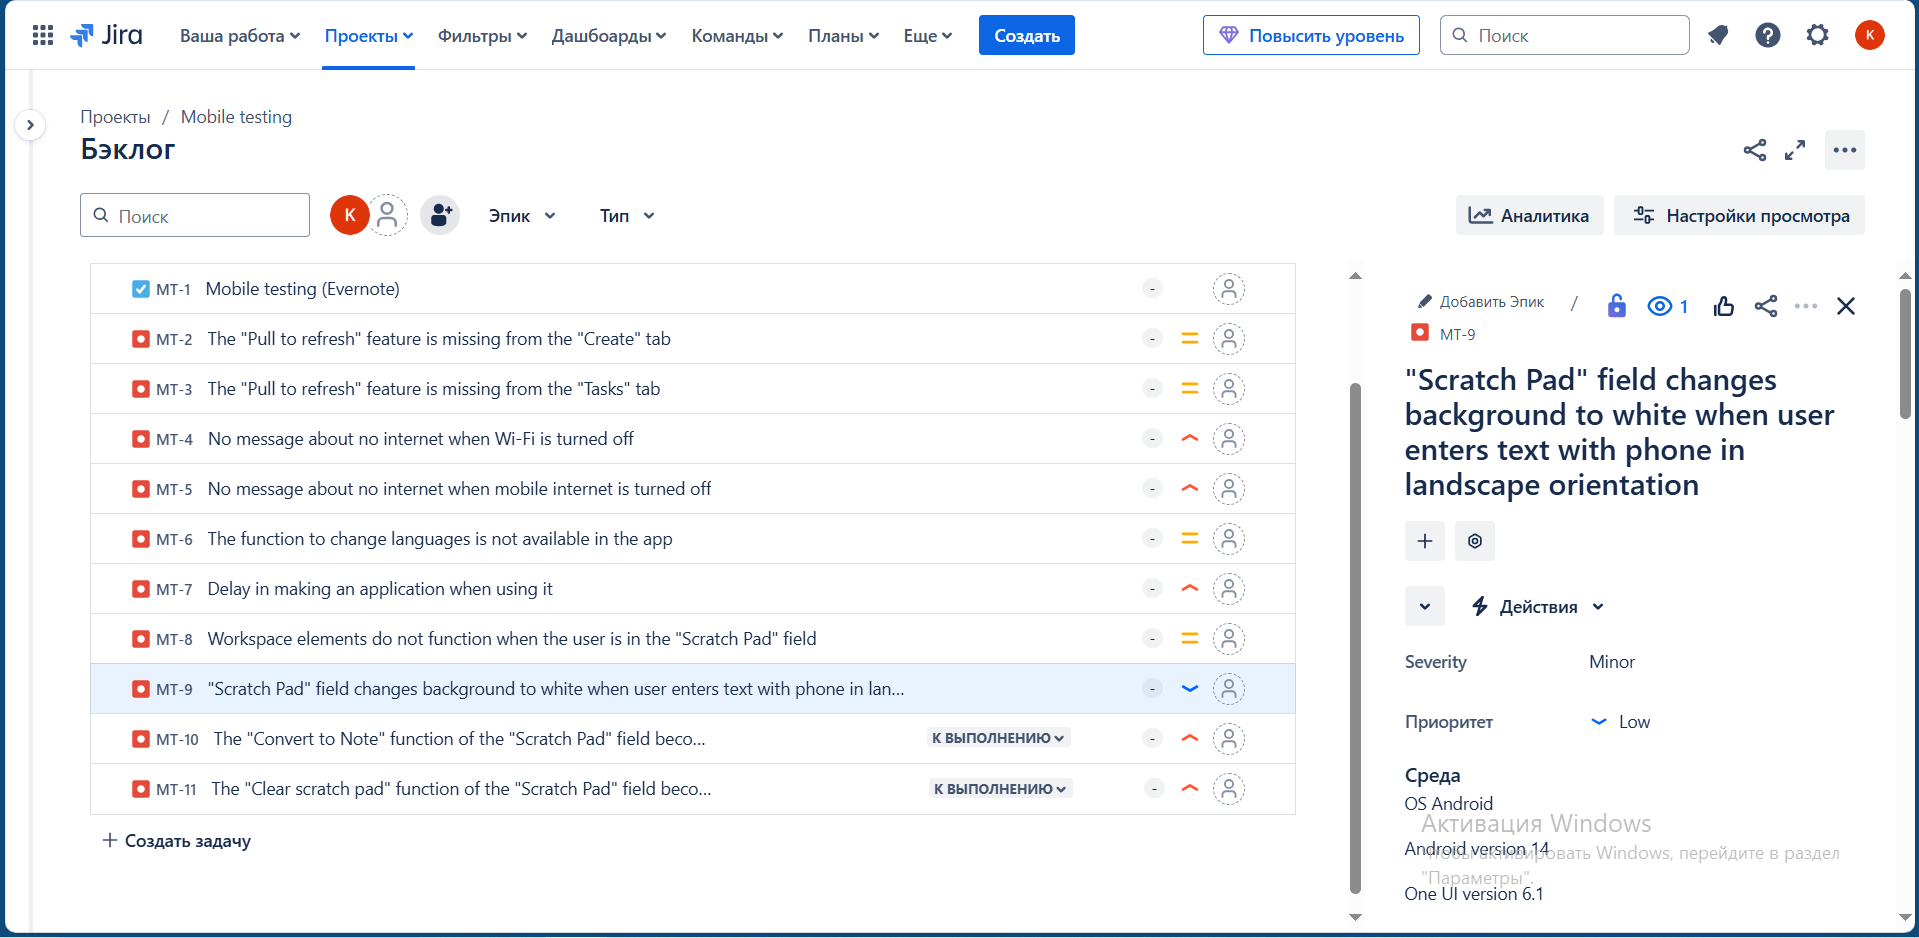 Jira
Ваша работа
Проекты
Фильтры
Дашбоарды
Команды
Планы
Еще
Создать
Повысить уровень
Поиск
K
Проекты / Mobile testing
Бэклог
Поиск
K
Эпик
Тип
Аналитика
Настройки просмотра
MT-1 Mobile testing (Evernote) -
MT-2 The "Pull to refresh" feature is missing from the "Create" tab -
MT-3 The "Pull to refresh" feature is missing from the "Tasks" tab -
MT-4 No message about no internet when Wi-Fi is turned off -
MT-5 No message about no internet when mobile internet is turned off -
MT-6 The function to change languages is not available in the app -
MT-7 Delay in making an application when using it -
MT-8 Workspace elements do not function when the user is in the "Scratch Pad" field -
MT-9 "Scratch Pad" field changes background to white when user enters text with phone in lan... -
MT-10 The "Convert to Note" function of the "Scratch Pad" field beco... К ВЫПОЛНЕНИЮ -
MT-11 The "Clear scratch pad" function of the "Scratch Pad" field beco... К ВЫПОЛНЕНИЮ -
+ Создать задачу
Добавить Эпик / 1
MT-9
"Scratch Pad" field changes
background to white when user
enters text with phone in
landscape orientation
Действия
Severity Minor
Приоритет Low
Среда
OS Android
Активация Windows
Android version 14
Чтобы активировать Windows, перейдите в раздел
"Параметры".
One UI version 6.1